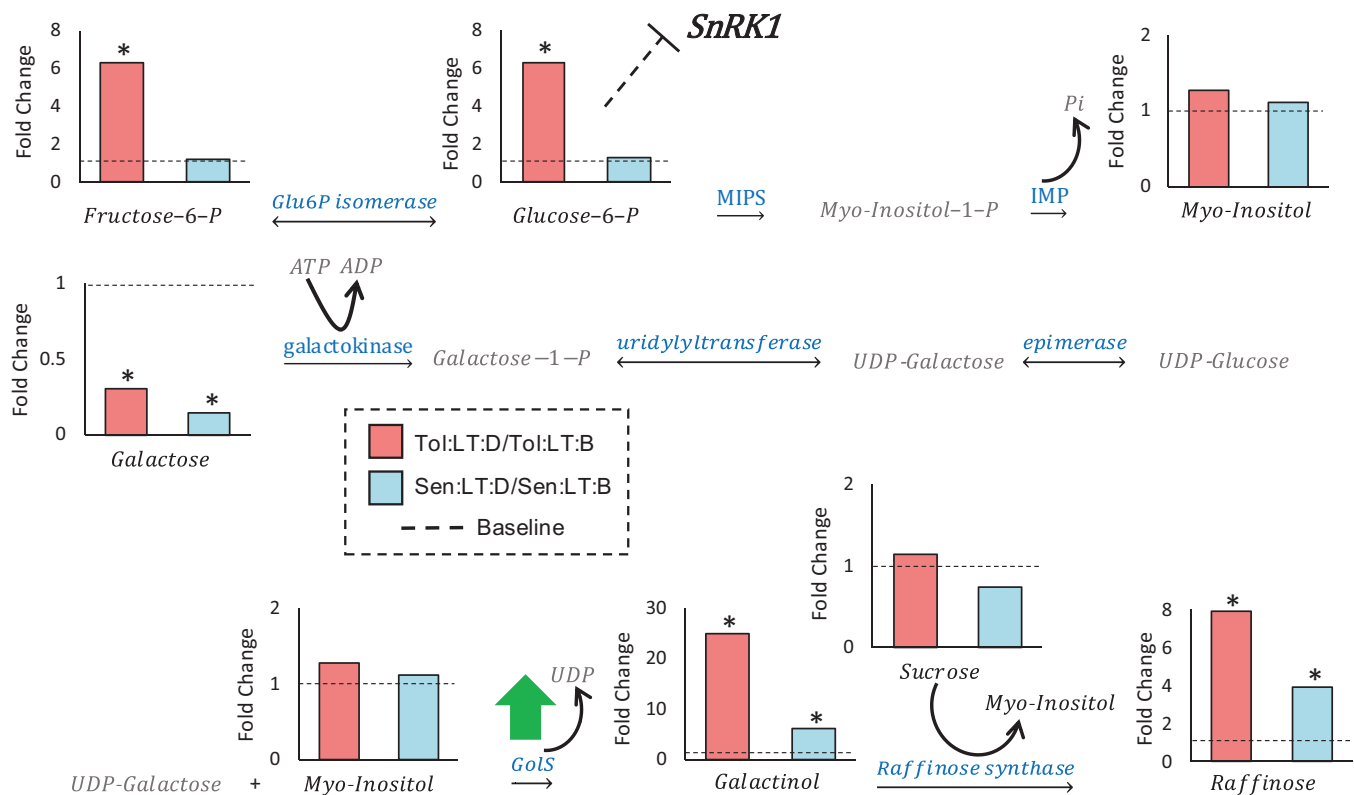 SnRK1
8
6
4
2
0
Fold Change
*
Fructose–6–P
Glu6P isomerase
8
6
4
2
0
Fold Change
*
Glucose–6–P
MIPS
Myo-Inositol–1–P
Pi
IMP
2
1
0
Fold Change
Myo-Inositol
1
0.5
0
Fold Change
*
*
Galactose
ATP ADP
galactokinase
Galactose–1–P
uridylyltransferase
UDP-Galactose
epimerase
UDP-Glucose
Tol:LT:D/Tol:LT:B
Sen:LT:D/Sen:LT:B
Baseline
UDP-Galactose +
2
1
0
Fold Change
Myo-Inositol
UDP
GolS
30
20
10
0
Fold Change
*
*
Galactinol
2
1
0
Fold Change
Sucrose
Myo-Inositol
Raffinose synthase
8
6
4
2
0
Fold Change
*
*
Raffinose